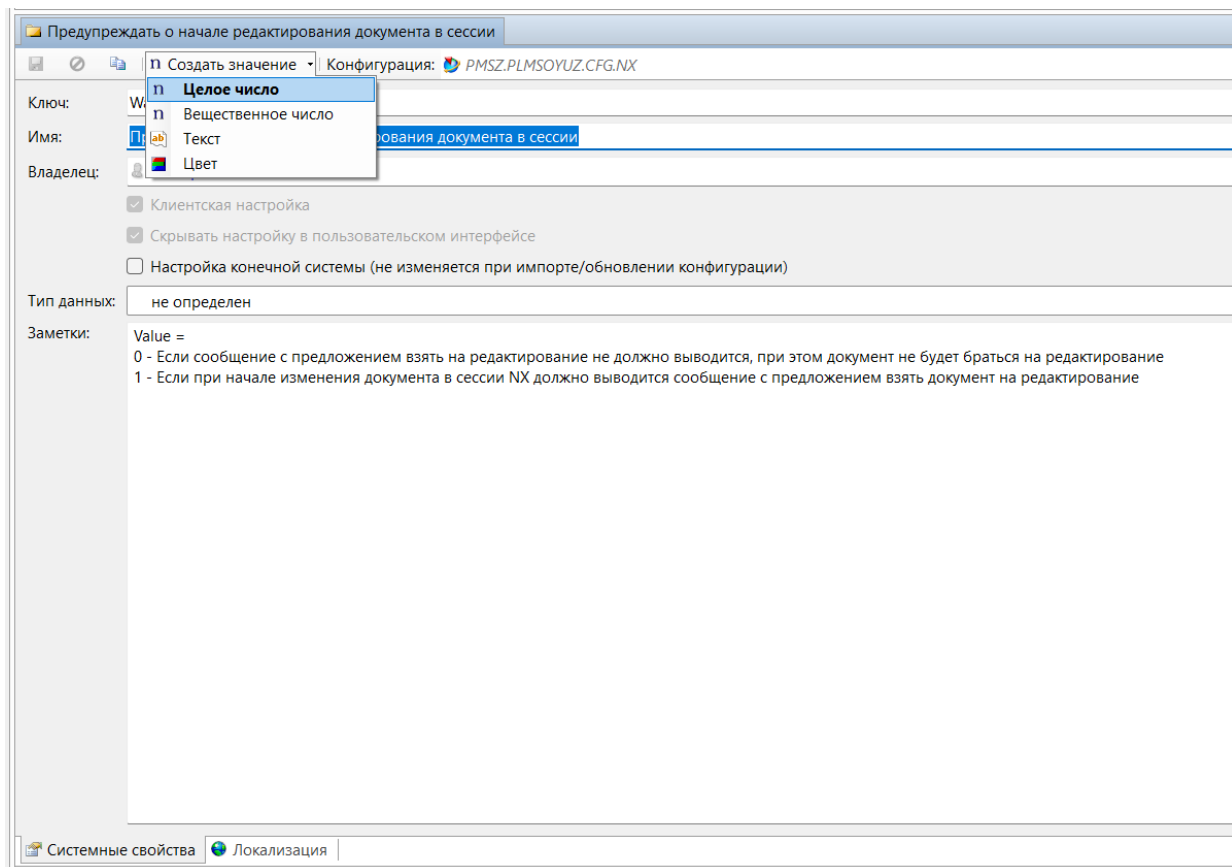 Предупреждать о начале редактирования документа в сессии
n Создать значение Конфигурация: PMSZ.PLMSOYUZ.CFG.NX
n Целое число
Ключ:
n Вещественное число
Имя: ования документа в сессии
ab Текст
Цвет
Владелец:
Клиентская настройка
Скрывать настройку в пользовательском интерфейсе
Настройка конечной системы (не изменяется при импорте/обновлении конфигурации)
Тип данных: не определен
Заметки: Value =
0 - Если сообщение с предложением взять на редактирование не должно выводится, при этом документ не будет браться на редактирование
1 - Если при начале изменения документа в сессии NX должно выводится сообщение с предложением взять документ на редактирование
Системные свойства Локализация